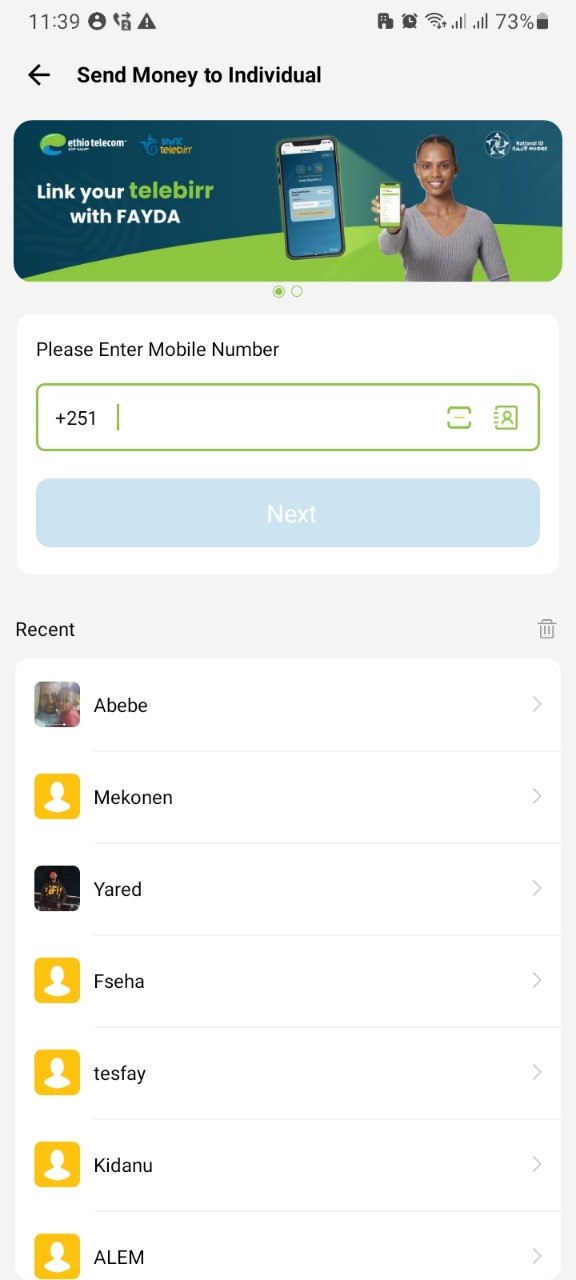 11:39
73%
Send Money to Individual
ethio telecom
telebirr
National ID
Link your telebirr
with FAYDA
Please Enter Mobile Number
+251
Next
Recent
Abebe
Mekonen
Yared
Fseha
tesfay
Kidanu
ALEM